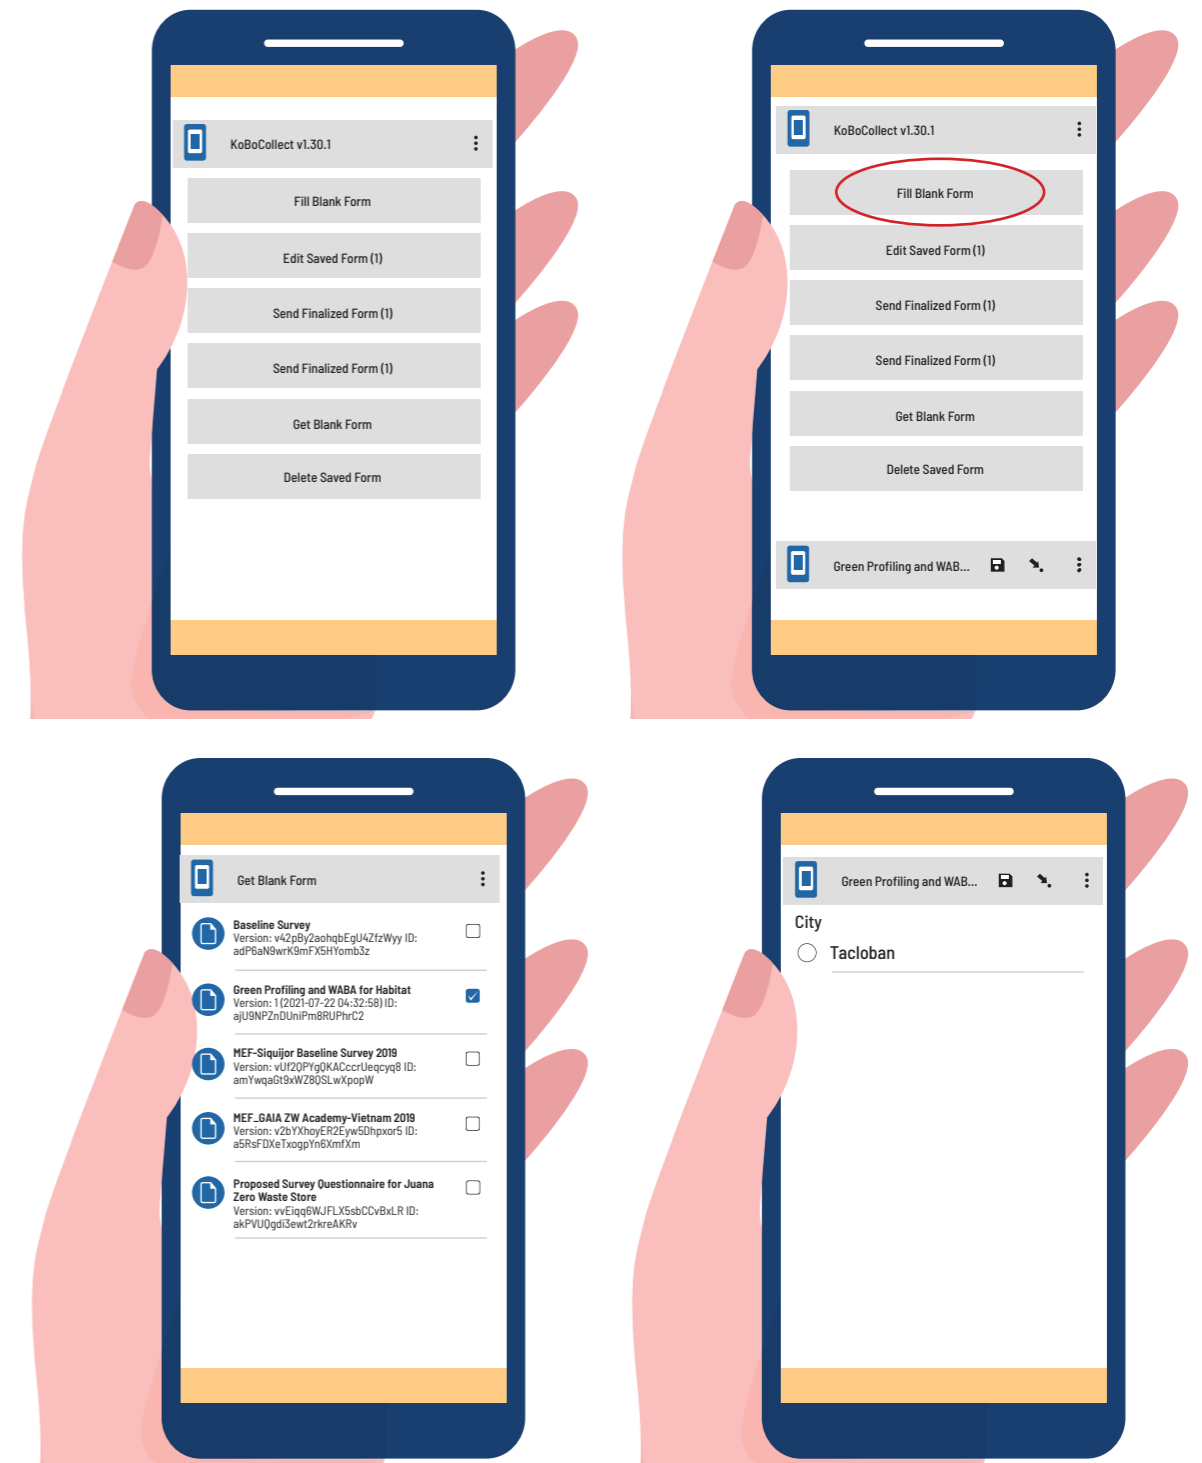 KoBoCollect v1.30.1
Fill Blank Form
Edit Saved Form (1)
Send Finalized Form (1)
Send Finalized Form (1)
Get Blank Form
Delete Saved Form
KoBoCollect v1.30.1
Fill Blank Form
Edit Saved Form (1)
Send Finalized Form (1)
Send Finalized Form (1)
Get Blank Form
Delete Saved Form
Green Profiling and WAB...
Get Blank Form
Baseline Survey
Version: v42pBy2aohqbEgU4ZfzWyy ID:
adP6aN9wrK9mFX5HYomb3z
Green Profiling and WABA for Habitat
Version: 1 (2021-07-22 04:32:58) ID:
ajU9NPZnDUniPm8RUPhrC2
MEF-Siquijor Baseline Survey 2019
Version: vUf2QPYgQKACccrUeqcyq8 ID:
amYwqaGt9xWZ8QSLwXpopW
MEF_GAIA ZW Academy-Vietnam 2019
Version: v2bYXhoyER2Eyw5Dhpxor5 ID:
a5RsFDXeTxogpYn6XmfXm
Proposed Survey Questionnaire for Juana
Zero Waste Store
Version: vvEiqq6WJFLX5sbCCvBxLR ID:
akPVUQgdi3ewt2rkreAKRv
Green Profiling and WAB...
City
Tacloban